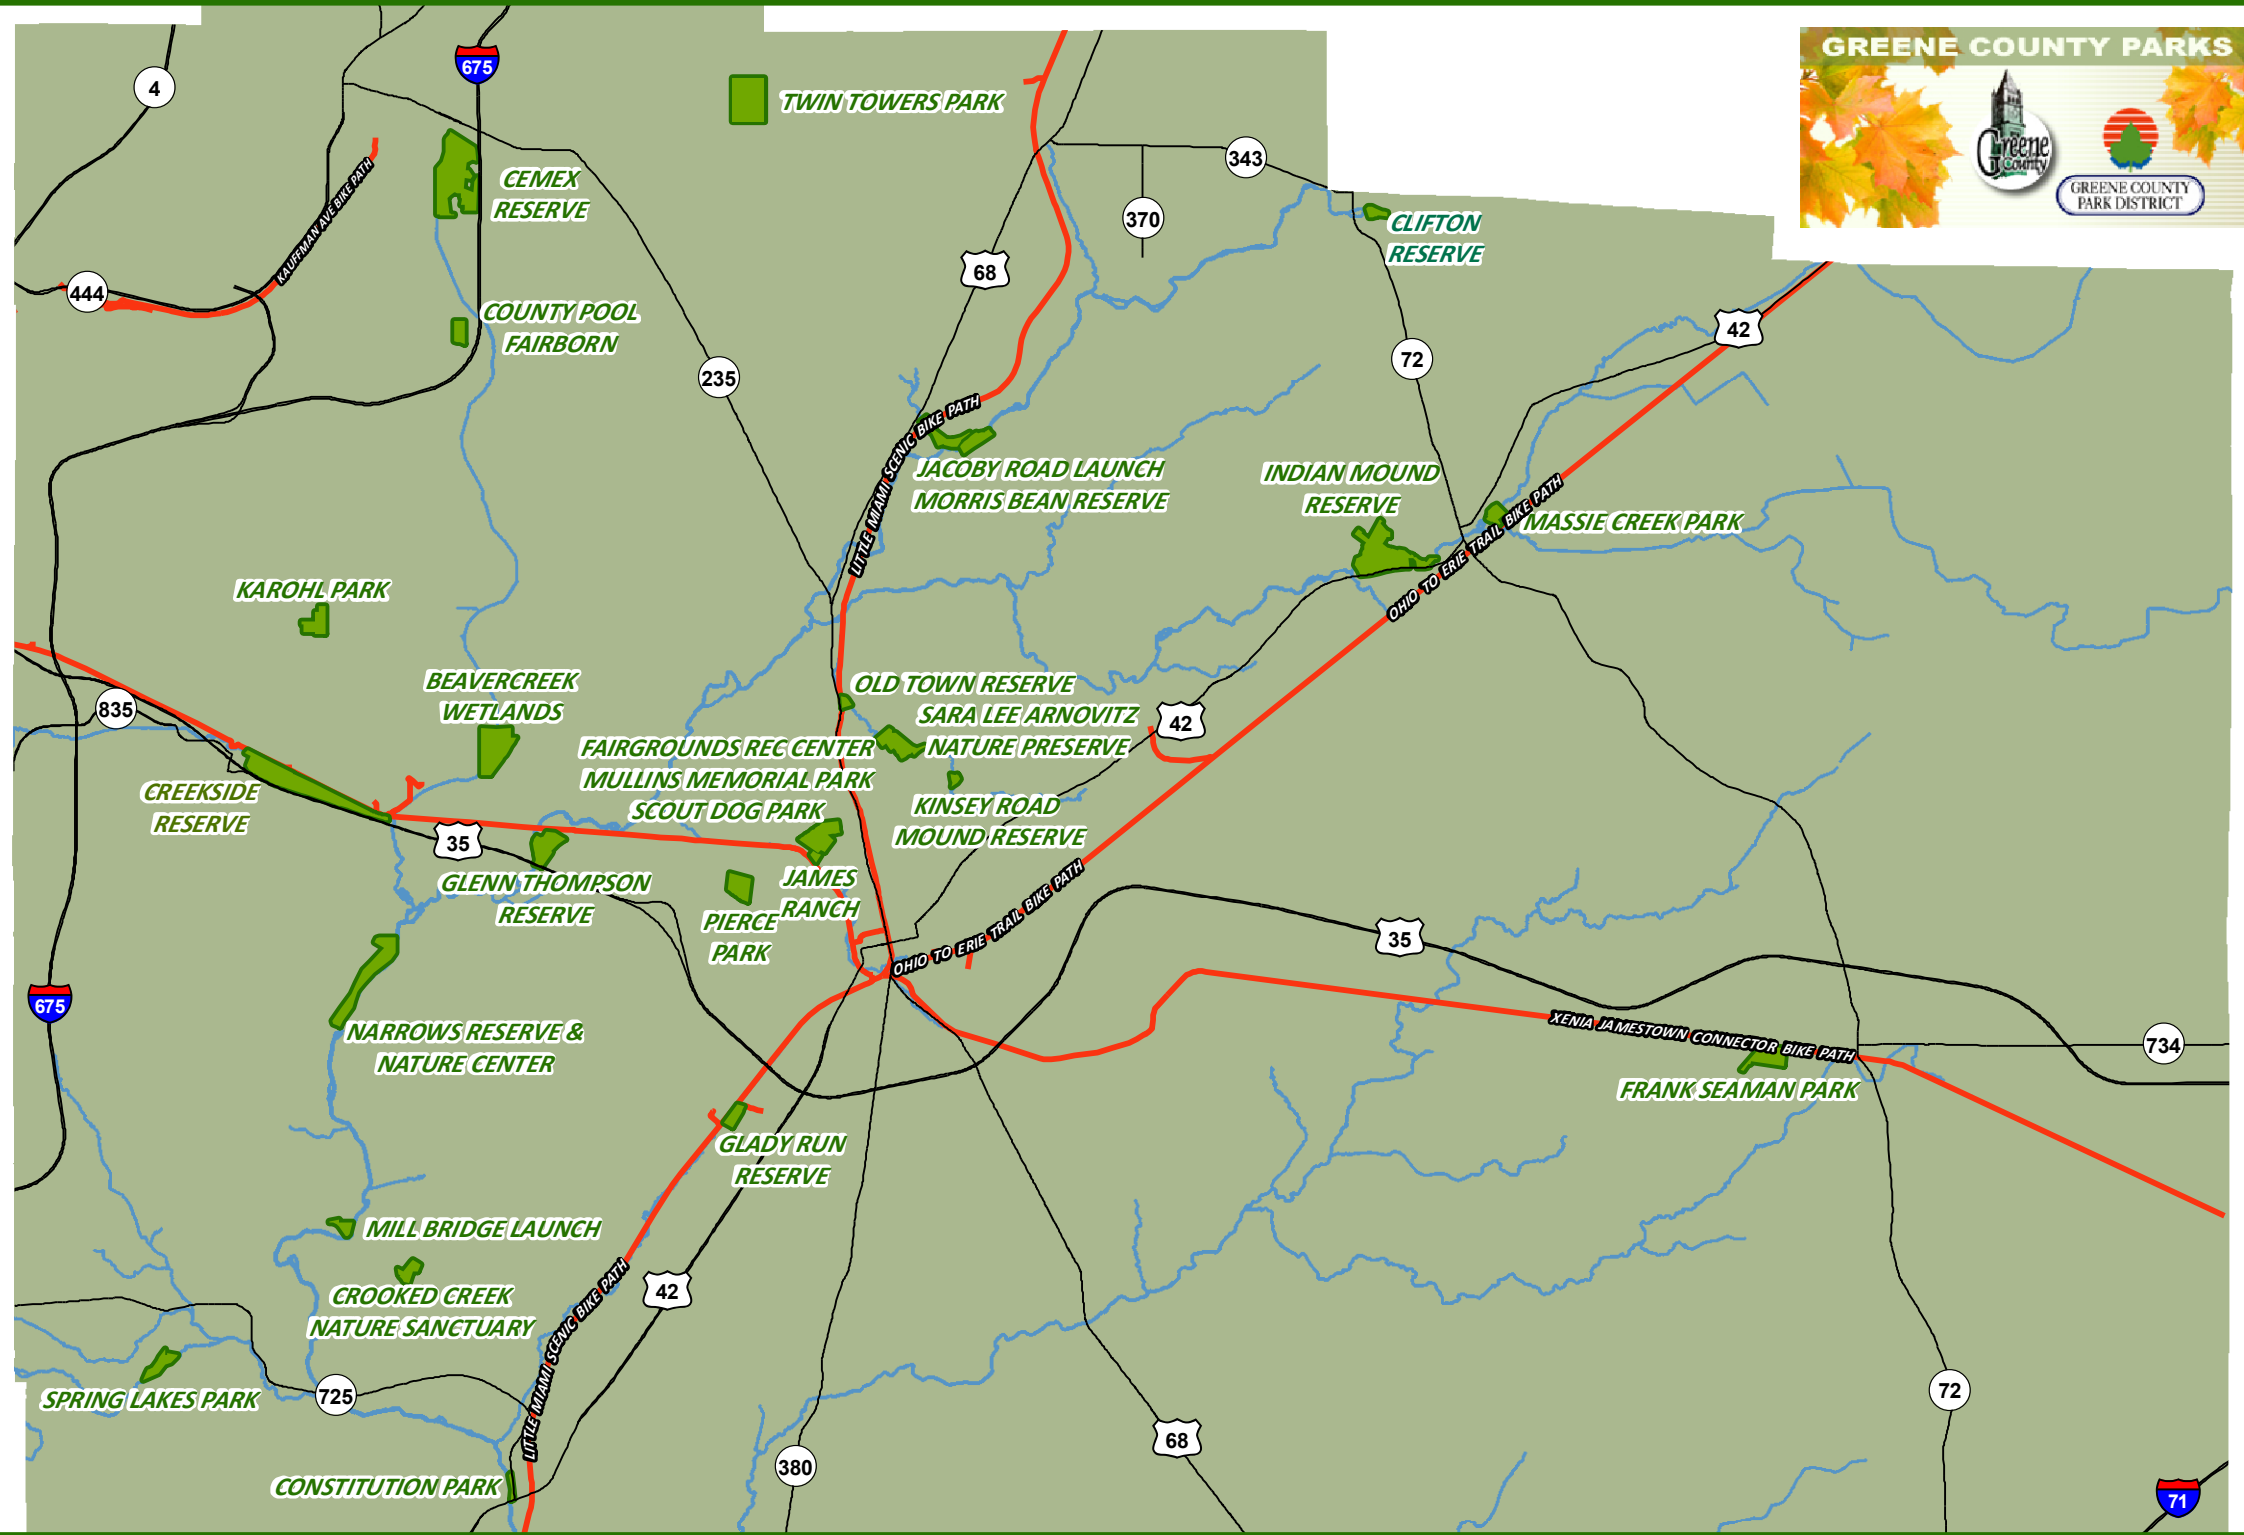 GREENE COUNTY PARKS
Greene
County
GREENE COUNTY
PARK DISTRICT
4
675
TWIN TOWERS PARK
343
CEMEX
RESERVE
KAUFFMAN AVE BIKE PATH
370
CLIFTON
RESERVE
68
444
COUNTY POOL
FAIRBORN
42
72
235
LITTLE MIAMI SCENIC BIKE PATH
JACOBY ROAD LAUNCH
MORRIS BEAN RESERVE
INDIAN MOUND
RESERVE
MASSIE CREEK PARK
OHIO TO ERIE TRAIL BIKE PATH
KAROHL PARK
BEAVERCREEK
WETLANDS
835
OLD TOWN RESERVE
SARA LEE ARNOVITZ
NATURE PRESERVE
42
FAIRGROUNDS REC CENTER
MULLINS MEMORIAL PARK
SCOUT DOG PARK
CREEKSIDE
RESERVE
KINSEY ROAD
MOUND RESERVE
35
GLENN THOMPSON
RESERVE
JAMES
RANCH
PIERCE
PARK
OHIO TO ERIE TRAIL BIKE PATH
35
675
NARROWS RESERVE &
NATURE CENTER
XENIA JAMESTOWN CONNECTOR BIKE PATH
734
FRANK SEAMAN PARK
GLADY RUN
RESERVE
MILL BRIDGE LAUNCH
CROOKED CREEK
NATURE SANCTUARY
42
LITTLE MIAMI SCENIC BIKE PATH
SPRING LAKES PARK
725
72
68
380
CONSTITUTION PARK
71